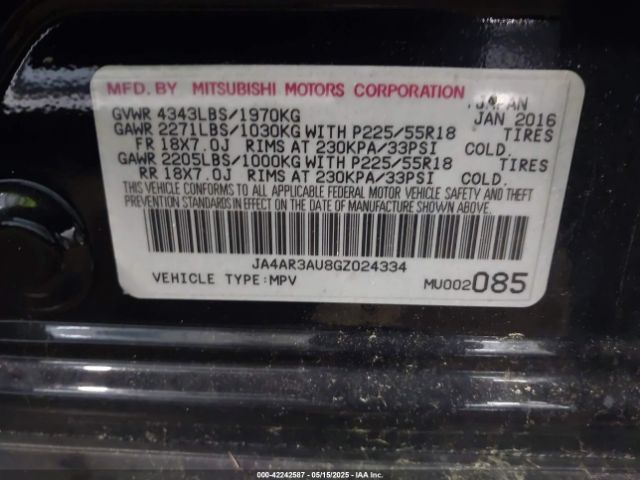 MFD. BY MITSUBISHI MOTORS CORPORATION JAPAN
GVWR 4343LBS/1970KG JAN 2016
GAWR 2271LBS/1030KG WITH P225/55R18 TIRES
FR 18X7.0J RIMS AT 230KPA/33PSI COLD.
GAWR 2205LBS/1000KG WITH P225/55R18 TIRES
RR 18X7.0J RIMS AT 230KPA/33PSI COLD.
THIS VEHICLE CONFORMS TO ALL APPLICABLE FEDERAL MOTOR VEHICLE SAFETY AND THEFT
PREVENTION STANDARDS IN EFFECT ON THE DATE OF MANUFACTURE SHOWN ABOVE.
JA4AR3AU8GZ024334
VEHICLE TYPE:MPV MU002085
000-42242587 - 05/15/2025 - IAAI.COM